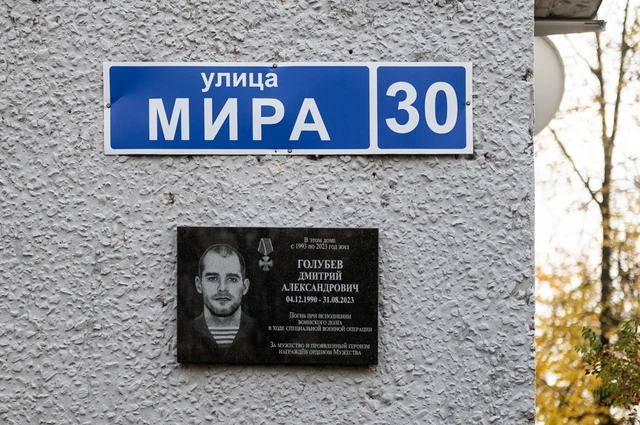 улица
МИРА
30
В этом доме
с 1993 по 2023 год жил
ГОЛУБЕВ
ДМИТРИЙ
АЛЕКСАНДРОВИЧ
04.12.1990 - 31.08.2023
Погиб при исполнении
воинского долга
в ходе специальной военной операции
За мужество и проявленный героизм
награждён орденом Мужества